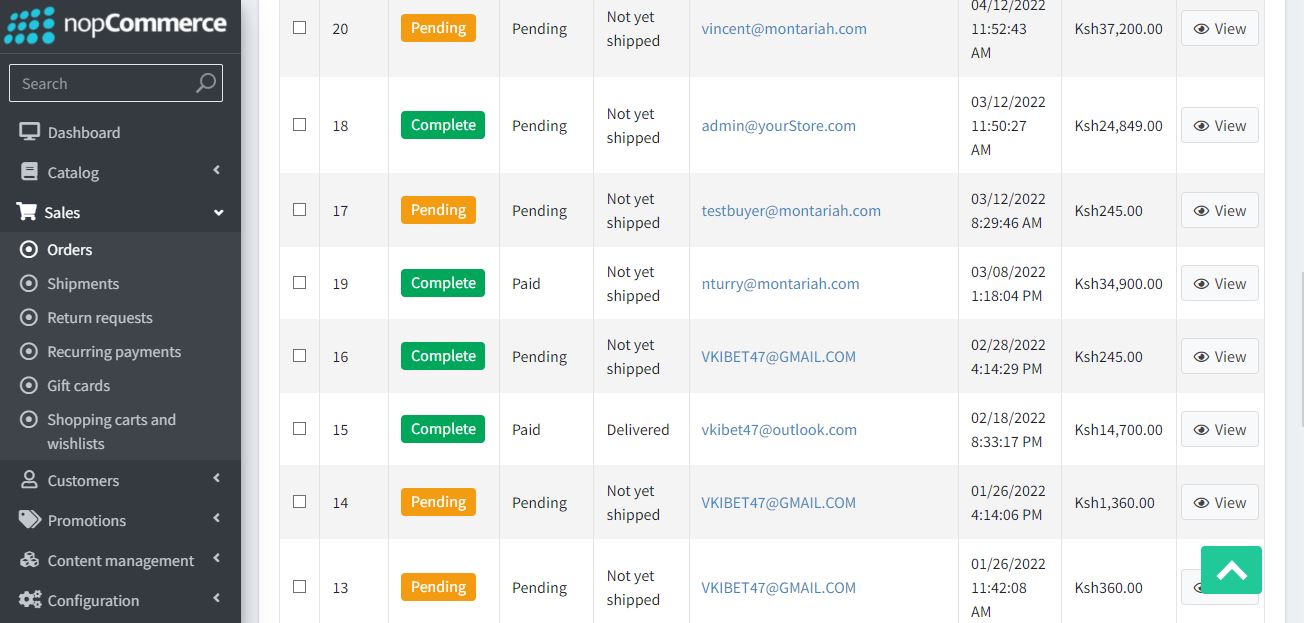 nopCommerce
Search
Dashboard
Catalog
Sales
Orders
Shipments
Return requests
Recurring payments
Gift cards
Shopping carts and
wishlists
Customers
Promotions
Content management
Configuration
20 Pending Pending Not yet shipped vincent@montariah.com 04/12/2022 11:52:43 AM Ksh37,200.00 View
18 Complete Pending Not yet shipped admin@yourStore.com 03/12/2022 11:50:27 AM Ksh24,849.00 View
17 Pending Pending Not yet shipped testbuyer@montariah.com 03/12/2022 8:29:46 AM Ksh245.00 View
19 Complete Paid Not yet shipped nturry@montariah.com 03/08/2022 1:18:04 PM Ksh34,900.00 View
16 Complete Pending Not yet shipped VKIBET47@GMAIL.COM 02/28/2022 4:14:29 PM Ksh245.00 View
15 Complete Paid Delivered vkibet47@outlook.com 02/18/2022 8:33:17 PM Ksh14,700.00 View
14 Pending Pending Not yet shipped VKIBET47@GMAIL.COM 01/26/2022 4:14:06 PM Ksh1,360.00 View
13 Pending Pending Not yet shipped VKIBET47@GMAIL.COM 01/26/2022 11:42:08 AM Ksh360.00